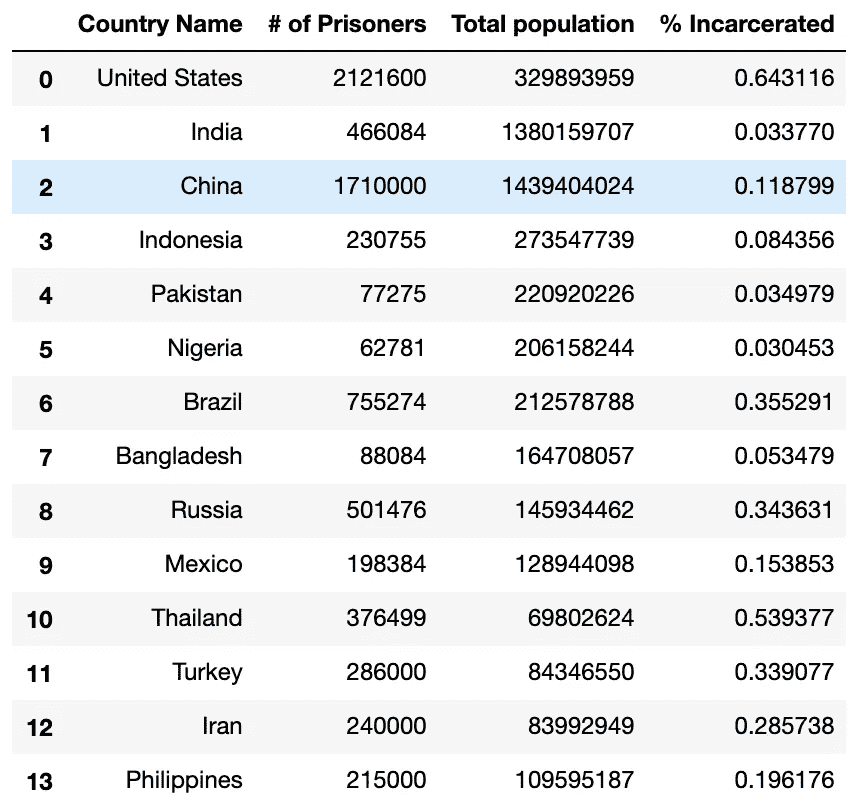 Country Name # of Prisoners Total population % Incarcerated
0 United States 2121600 329893959 0.643116
1 India 466084 1380159707 0.033770
2 China 1710000 1439404024 0.118799
3 Indonesia 230755 273547739 0.084356
4 Pakistan 77275 220920226 0.034979
5 Nigeria 62781 206158244 0.030453
6 Brazil 755274 212578788 0.355291
7 Bangladesh 88084 164708057 0.053479
8 Russia 501476 145934462 0.343631
9 Mexico 198384 128944098 0.153853
10 Thailand 376499 69802624 0.539377
11 Turkey 286000 84346550 0.339077
12 Iran 240000 83992949 0.285738
13 Philippines 215000 109595187 0.196176